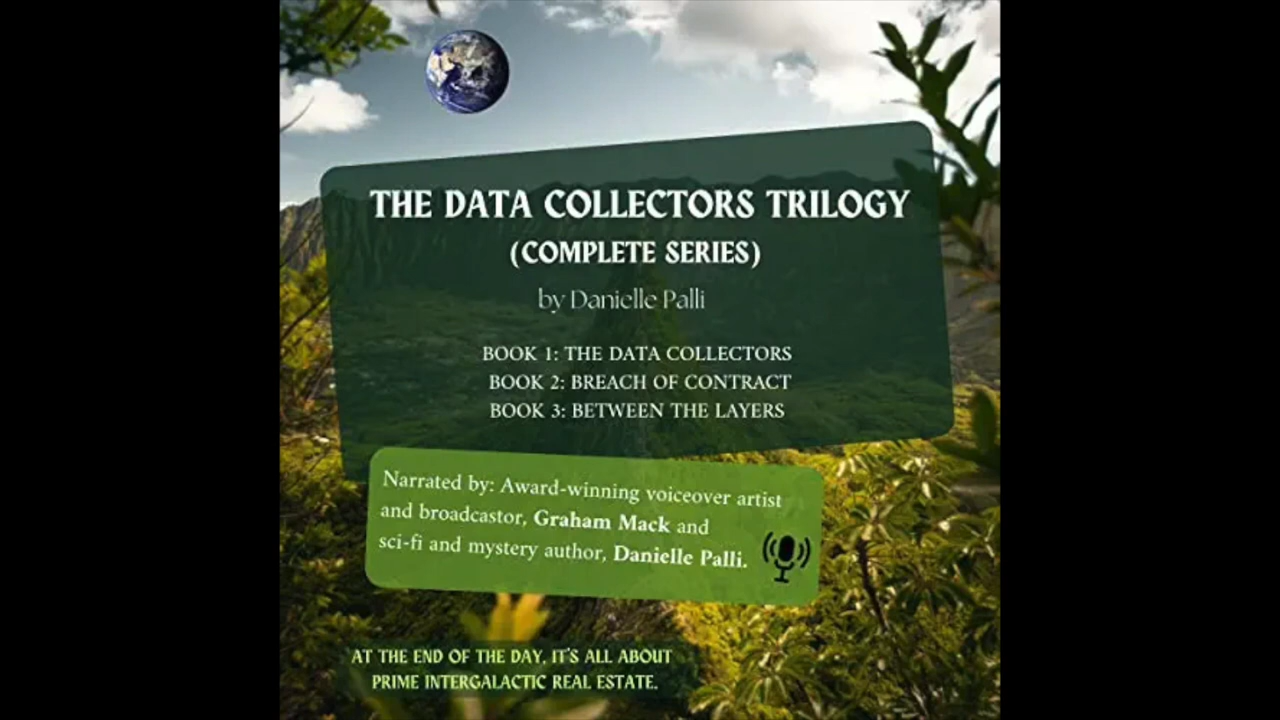 THE DATA COLLECTORS TRILOGY
(COMPLETE SERIES)
by Danielle Palli
BOOK 1: THE DATA COLLECTORS
BOOK 2: BREACH OF CONTRACT
BOOK 3: BETWEEN THE LAYERS
Narrated by: Award-winning voiceover artist
and broadcastor, Graham Mack and
sci-fi and mystery author, Danielle Palli.
AT THE END OF THE DAY, IT'S ALL ABOUT
PRIME INTERGALACTIC REAL ESTATE.